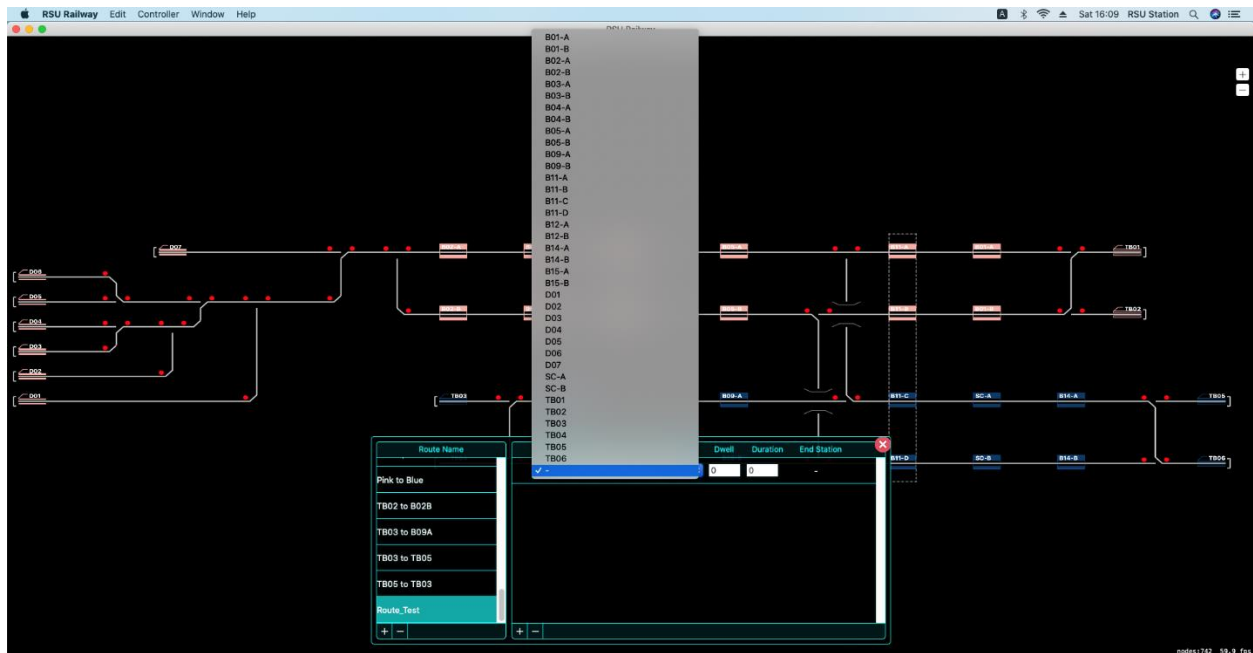 RSU Railway Edit Controller Window Help
A Sat 16:09 RSU Station
B01-A
B01-B
B02-A
B02-B
B03-A
B03-B
B04-A
B04-B
B05-A
B05-B
B09-A
B09-B
B11-A
B11-B
B11-C
B11-D
B12-A
B12-B
B14-A
B14-B
B15-A
B15-B
D01
D02
D03
D04
D05
D06
D07
SC-A
SC-B
TB01
TB02
TB03
TB04
TB05
TB06
✓ -
+
−
D07
B11-A
TB01
D05
TB02
B11-B
D04
D03
D02
D01
TB03
B09-A
B11-C
SC-A
B14-A
TB05
B11-D
SC-B
B14-B
TB06
Route Name
Dwell Duration End Station
0 0 -
Pink to Blue
TB02 to B02B
TB03 to B09A
TB03 to TB05
TB05 to TB03
Route_Test
+ − + −
nodes:742 59.9 fps